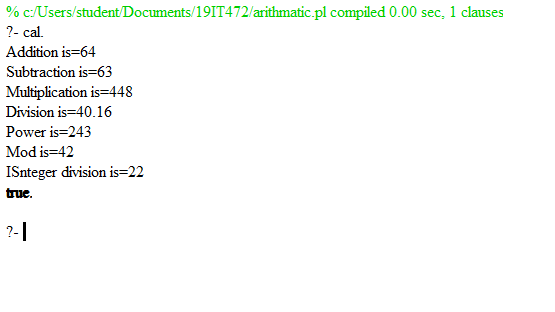 % c:/Users/student/Documents/19IT472/arithmatic.pl compiled 0.00 sec, 1 clauses
?- cal.
Addition is=64
Subtraction is=63
Multiplication is=448
Division is=40.16
Power is=243
Mod is=42
ISnteger division is=22
true.
?-